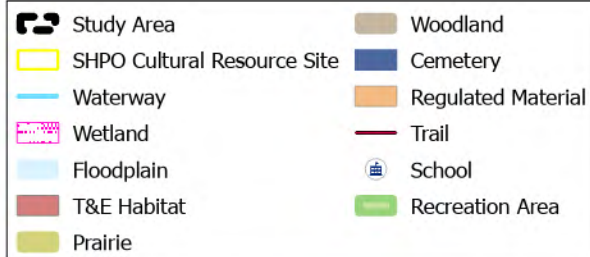 Study Area
SHPO Cultural Resource Site
Waterway
Wetland
Floodplain
T&E Habitat
Prairie
Woodland
Cemetery
Regulated Material
Trail
School
Recreation Area